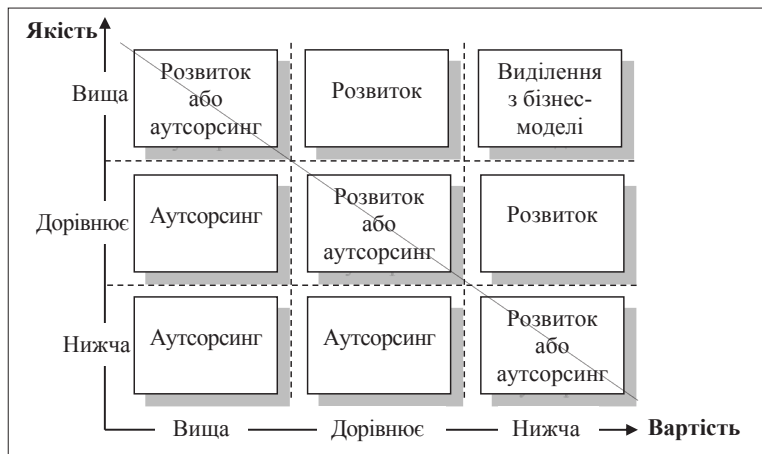 Якість
Вища
Розвиток
або
аутсорсинг
Розвиток
Виділення
з бізнес-
моделі
Дорівнює
Аутсорсинг
Розвиток
або
аутсорсинг
Розвиток
Нижча
Аутсорсинг
Аутсорсинг
Розвиток
або
аутсорсинг
Вища
Дорівнює
Нижча
Вартість